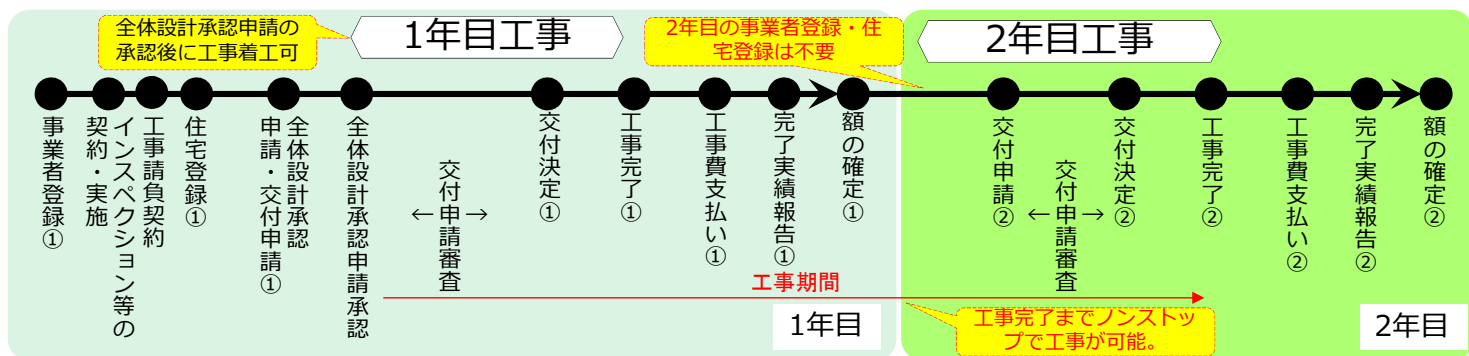 全体設計承認申請の
承認後に工事着工可
1年目工事
2年目の事業者登録・住
宅登録は不要
2年目工事
事業者登録①
インスペクション等の
契約・実施
工事請負契約
住宅登録①
全体設計承認
申請・交付申請①
全体設計承認申請承認
←交付申請審査→
交付決定①
工事完了①
工事費支払い①
完了実績報告①
額の確定①
交付申請②
←交付申請審査→
交付決定②
工事完了②
工事費支払い②
完了実績報告②
額の確定②
工事期間
1年目
工事完了までノンストッ
プで工事が可能。
2年目